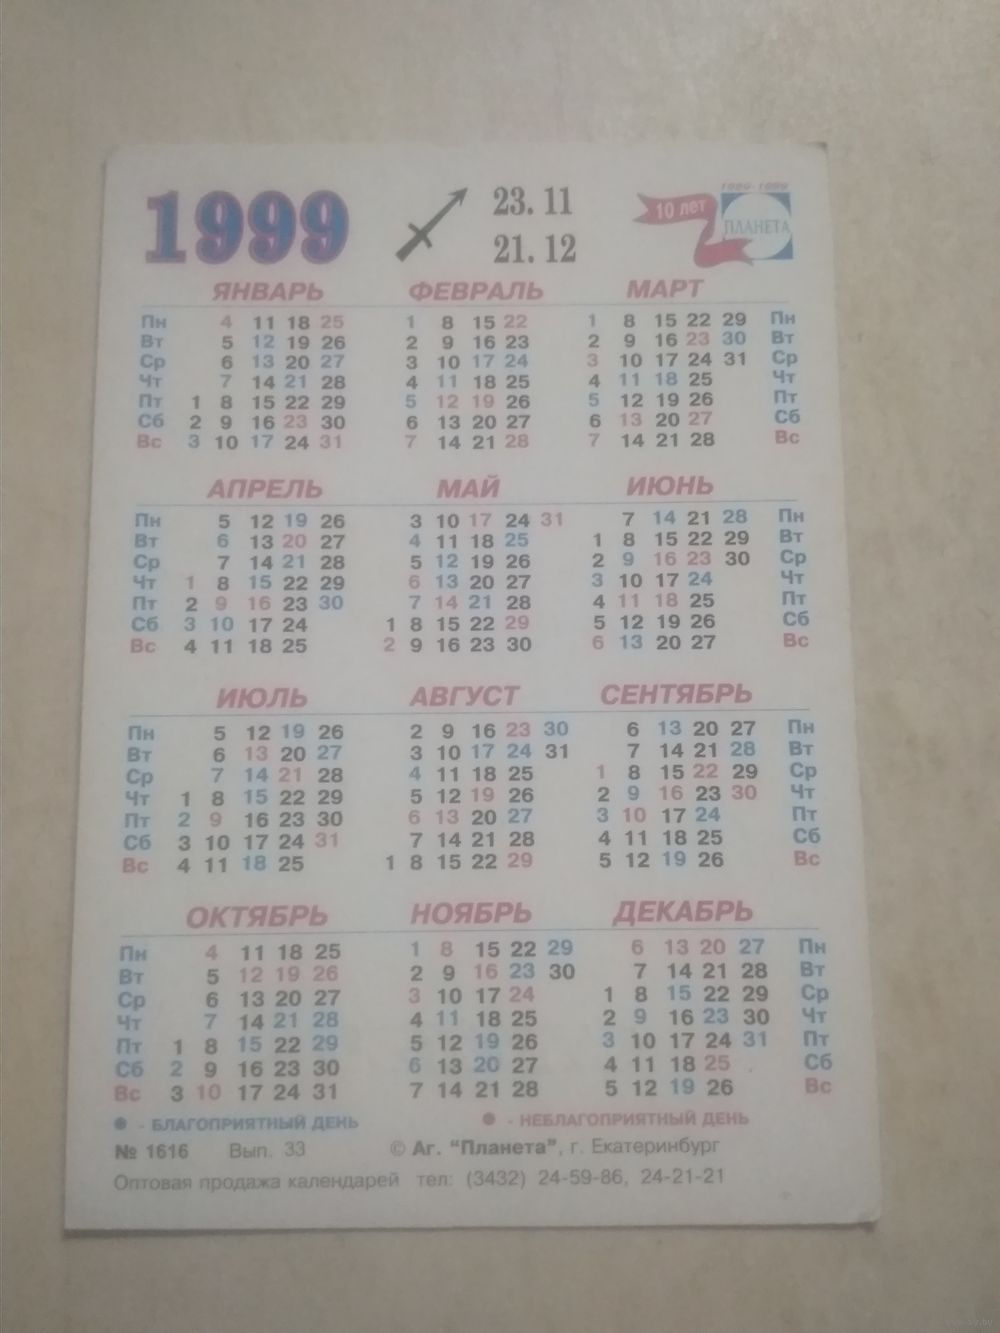 1999
23. 11
21. 12
1989-1999
10 лет
ПЛАНЕТА
ЯНВАРЬ ФЕВРАЛЬ МАРТ
Пн 4 11 18 25 1 8 15 22 1 8 15 22 29 Пн
Вт 5 12 19 26 2 9 16 23 2 9 16 23 30 Вт
Ср 6 13 20 27 3 10 17 24 3 10 17 24 31 Ср
Чт 7 14 21 28 4 11 18 25 4 11 18 25 Чт
Пт 1 8 15 22 29 5 12 19 26 5 12 19 26 Пт
Сб 2 9 16 23 30 6 13 20 27 6 13 20 27 Сб
Вс 3 10 17 24 31 7 14 21 28 7 14 21 28 Вс
АПРЕЛЬ МАЙ ИЮНЬ
Пн 5 12 19 26 3 10 17 24 31 7 14 21 28 Пн
Вт 6 13 20 27 4 11 18 25 1 8 15 22 29 Вт
Ср 7 14 21 28 5 12 19 26 2 9 16 23 30 Ср
Чт 1 8 15 22 29 6 13 20 27 3 10 17 24 Чт
Пт 2 9 16 23 30 7 14 21 28 4 11 18 25 Пт
Сб 3 10 17 24 1 8 15 22 29 5 12 19 26 Сб
Вс 4 11 18 25 2 9 16 23 30 6 13 20 27 Вс
ИЮЛЬ АВГУСТ СЕНТЯБРЬ
Пн 5 12 19 26 2 9 16 23 30 6 13 20 27 Пн
Вт 6 13 20 27 3 10 17 24 31 7 14 21 28 Вт
Ср 7 14 21 28 4 11 18 25 1 8 15 22 29 Ср
Чт 1 8 15 22 29 5 12 19 26 2 9 16 23 30 Чт
Пт 2 9 16 23 30 6 13 20 27 3 10 17 24 Пт
Сб 3 10 17 24 31 7 14 21 28 4 11 18 25 Сб
Вс 4 11 18 25 1 8 15 22 29 5 12 19 26 Вс
ОКТЯБРЬ НОЯБРЬ ДЕКАБРЬ
Пн 4 11 18 25 1 8 15 22 29 6 13 20 27 Пн
Вт 5 12 19 26 2 9 16 23 30 7 14 21 28 Вт
Ср 6 13 20 27 3 10 17 24 1 8 15 22 29 Ср
Чт 7 14 21 28 4 11 18 25 2 9 16 23 30 Чт
Пт 1 8 15 22 29 5 12 19 26 3 10 17 24 31 Пт
Сб 2 9 16 23 30 6 13 20 27 4 11 18 25 Сб
Вс 3 10 17 24 31 7 14 21 28 5 12 19 26 Вс
● - БЛАГОПРИЯТНЫЙ ДЕНЬ ● - НЕБЛАГОПРИЯТНЫЙ ДЕНЬ
№ 1616 Вып. 33 © Аг. "Планета", г. Екатеринбург
Оптовая продажа календарей тел: (3432) 24-59-86, 24-21-21